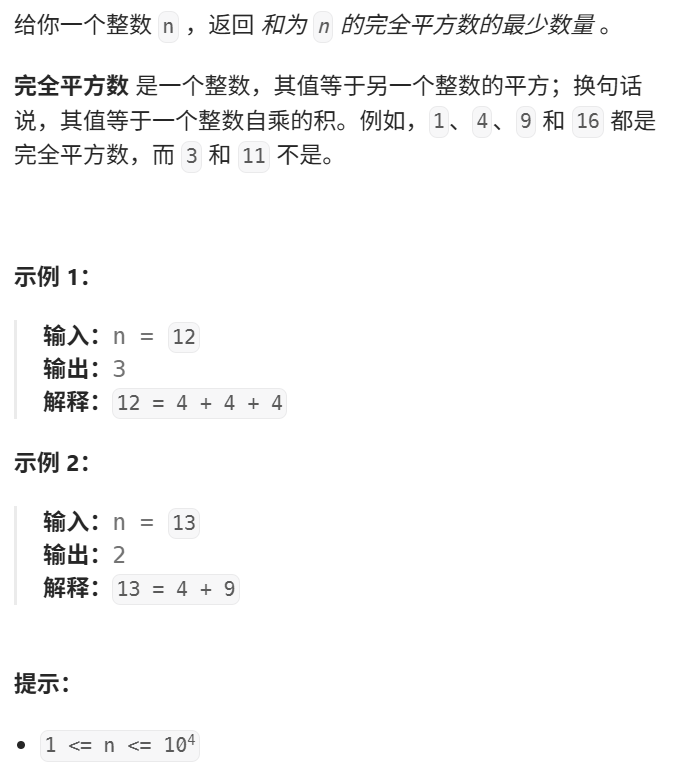 给你一个整数 n ，返回 和为 n 的完全平方数的最少数量 。
完全平方数 是一个整数，其值等于另一个整数的平方；换句话
说，其值等于一个整数自乘的积。例如，1、4、9 和 16 都是
完全平方数，而 3 和 11 不是。
示例 1：
输入：n = 12
输出：3
解释：12 = 4 + 4 + 4
示例 2：
输入：n = 13
输出：2
解释：13 = 4 + 9
提示：
• 1 <= n <= 10⁴